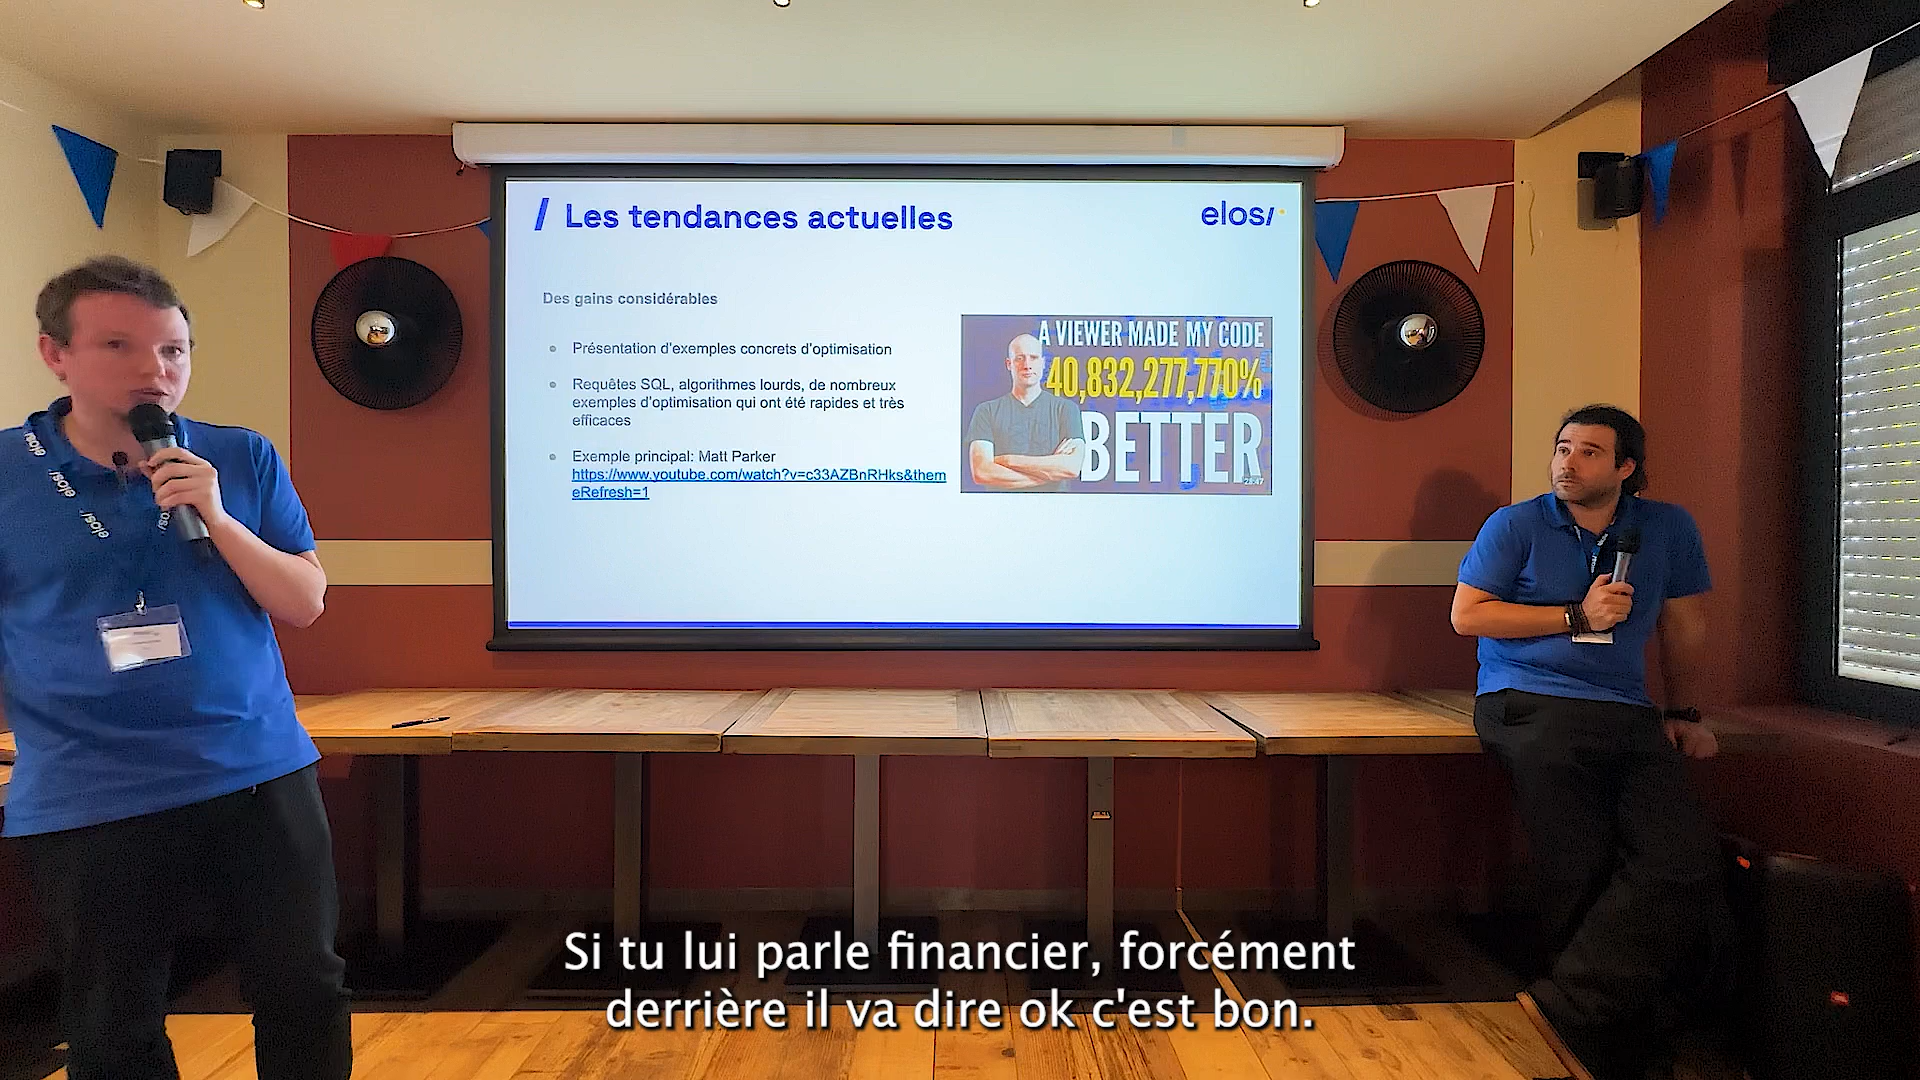 / Les tendances actuelles
elos/
Des gains considérables
Présentation d'exemples concrets d'optimisation
Requêtes SQL, algorithmes lourds, de nombreux
exemples d'optimisation qui ont été rapides et très
efficaces
Exemple principal: Matt Parker
https://www.youtube.com/watch?v=c33AZBnRHks&them
eRefresh=1
A VIEWER MADE MY CODE
40,832,277,770%
BETTER
elosi
elosi
elosi
Si tu lui parle financier, forcément
derrière il va dire ok c'est bon.